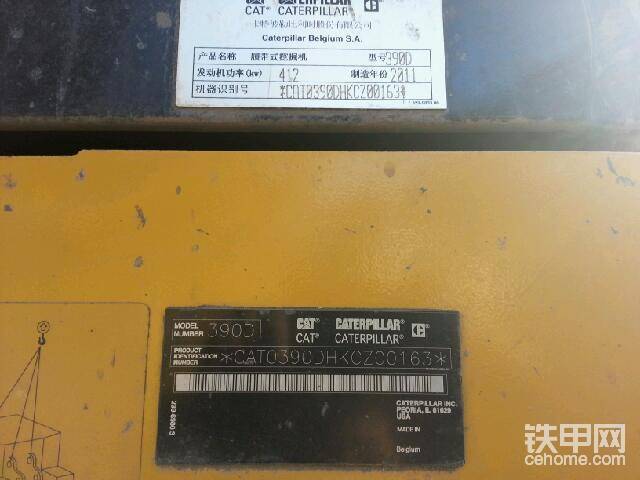 CAT CATERPILLAR
Caterpillar Belgium S.A.
产品名称 履带式挖掘机 型号 390D
发动机功率(kw) 412 制造年份 2011
机器识别号 *CAT0390DHKCZ00163*
MODEL NUMBER 390D
CAT CATERPILLAR
CAT® CATERPILLAR®
PRODUCT IDENTIFICATION NUMBER *CAT0390DHKCZ00163*
CATERPILLAR INC.
PEORIA, IL 61629
USA
MADE IN
Belgium
铁甲网
cehome.com